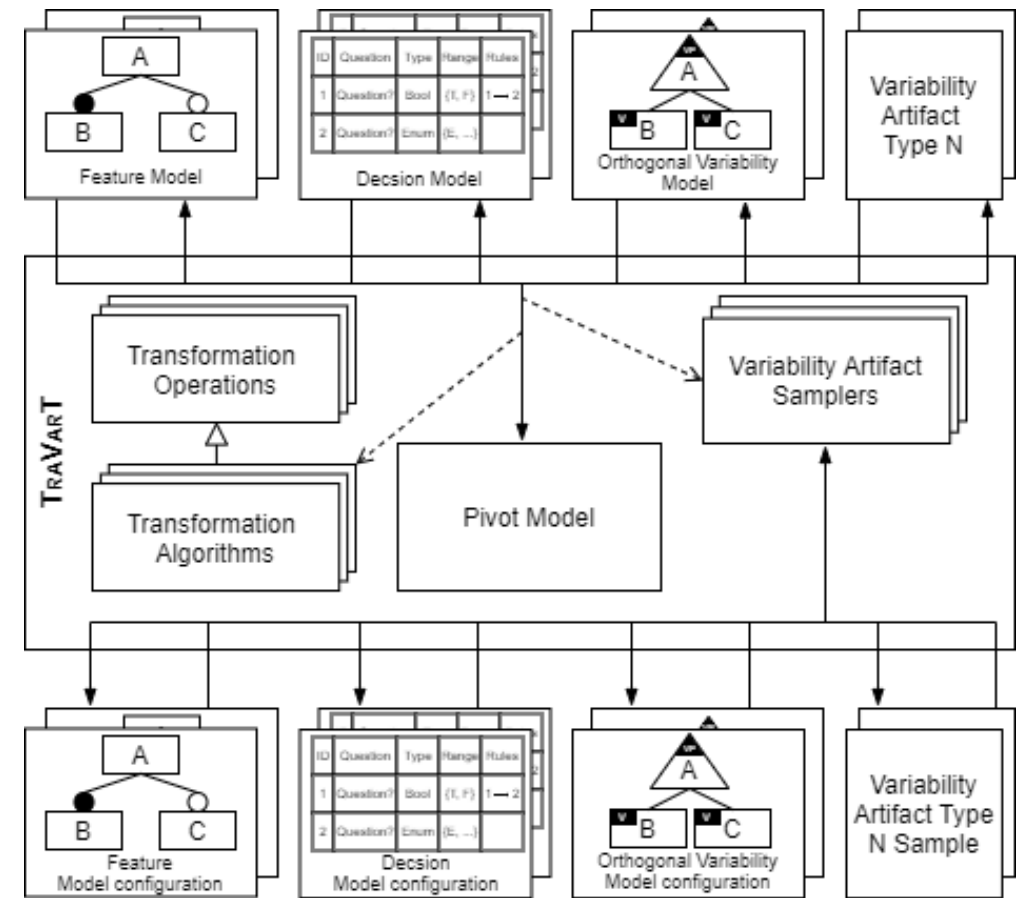 A
B
C
Feature Model
ID Question Type Range Rules
1 Question? Bool {T, F} 1 → 2
2 Question? Enum {E, ...}
Decsion Model
VP
A
V
B
V
C
Orthogonal Variability
Model
Variability
Artifact
Type N
TRAVART
Transformation
Operations
Transformation
Algorithms
Pivot Model
Variability Artifact
Samplers
A
B
C
Feature
Model configuration
ID Question Type Range Rules
1 Question? Bool {T, F} 1 → 2
2 Question? Enum {E, ...}
Decsion
Model configuration
VP
A
V
B
V
C
Orthogonal Variability
Model configuration
Variability
Artifact Type
N Sample